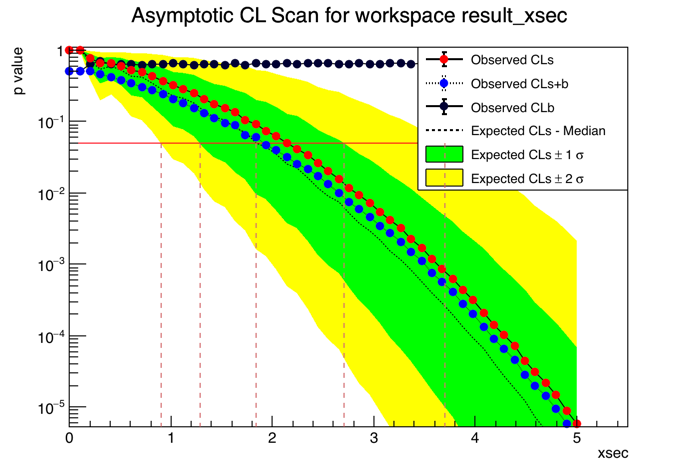 Asymptotic CL Scan for workspace result_xsec
p value
1
10⁻¹
10⁻²
10⁻³
10⁻⁴
10⁻⁵
Observed CLs
Observed CLs+b
Observed CLb
Expected CLs - Median
Expected CLs ± 1 σ
Expected CLs ± 2 σ
0 1 2 3 4 5
xsec